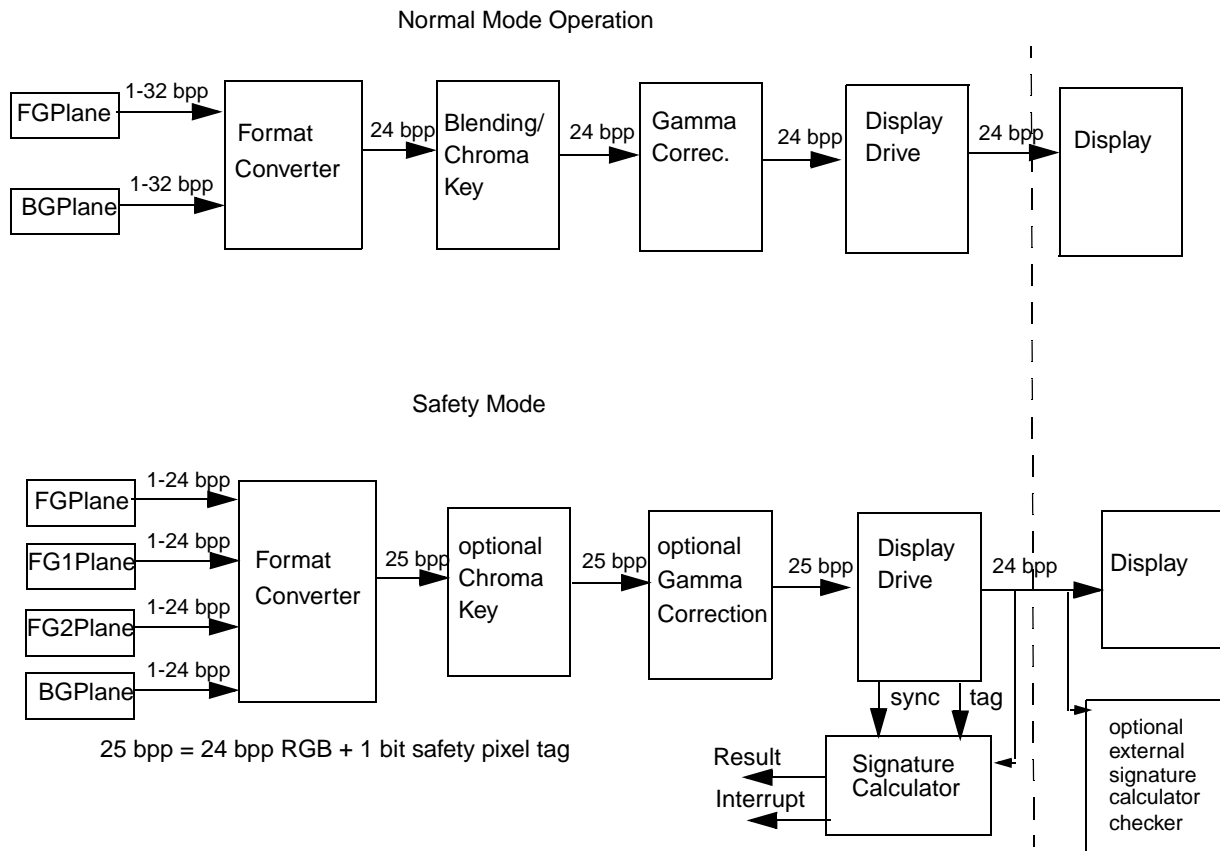 Normal Mode Operation
FGPlane
1-32 bpp
BGPlane
1-32 bpp
Format
Converter
24 bpp
Blending/
Chroma
Key
24 bpp
Gamma
Correc.
24 bpp
Display
Drive
24 bpp
Display
Safety Mode
FGPlane
1-24 bpp
FG1Plane
1-24 bpp
FG2Plane
1-24 bpp
BGPlane
1-24 bpp
Format
Converter
25 bpp
optional
Chroma
Key
25 bpp
optional
Gamma
Correction
25 bpp
Display
Drive
24 bpp
Display
sync
tag
25 bpp = 24 bpp RGB + 1 bit safety pixel tag
Result
Interrupt
Signature
Calculator
optional
external
signature
calculator
checker